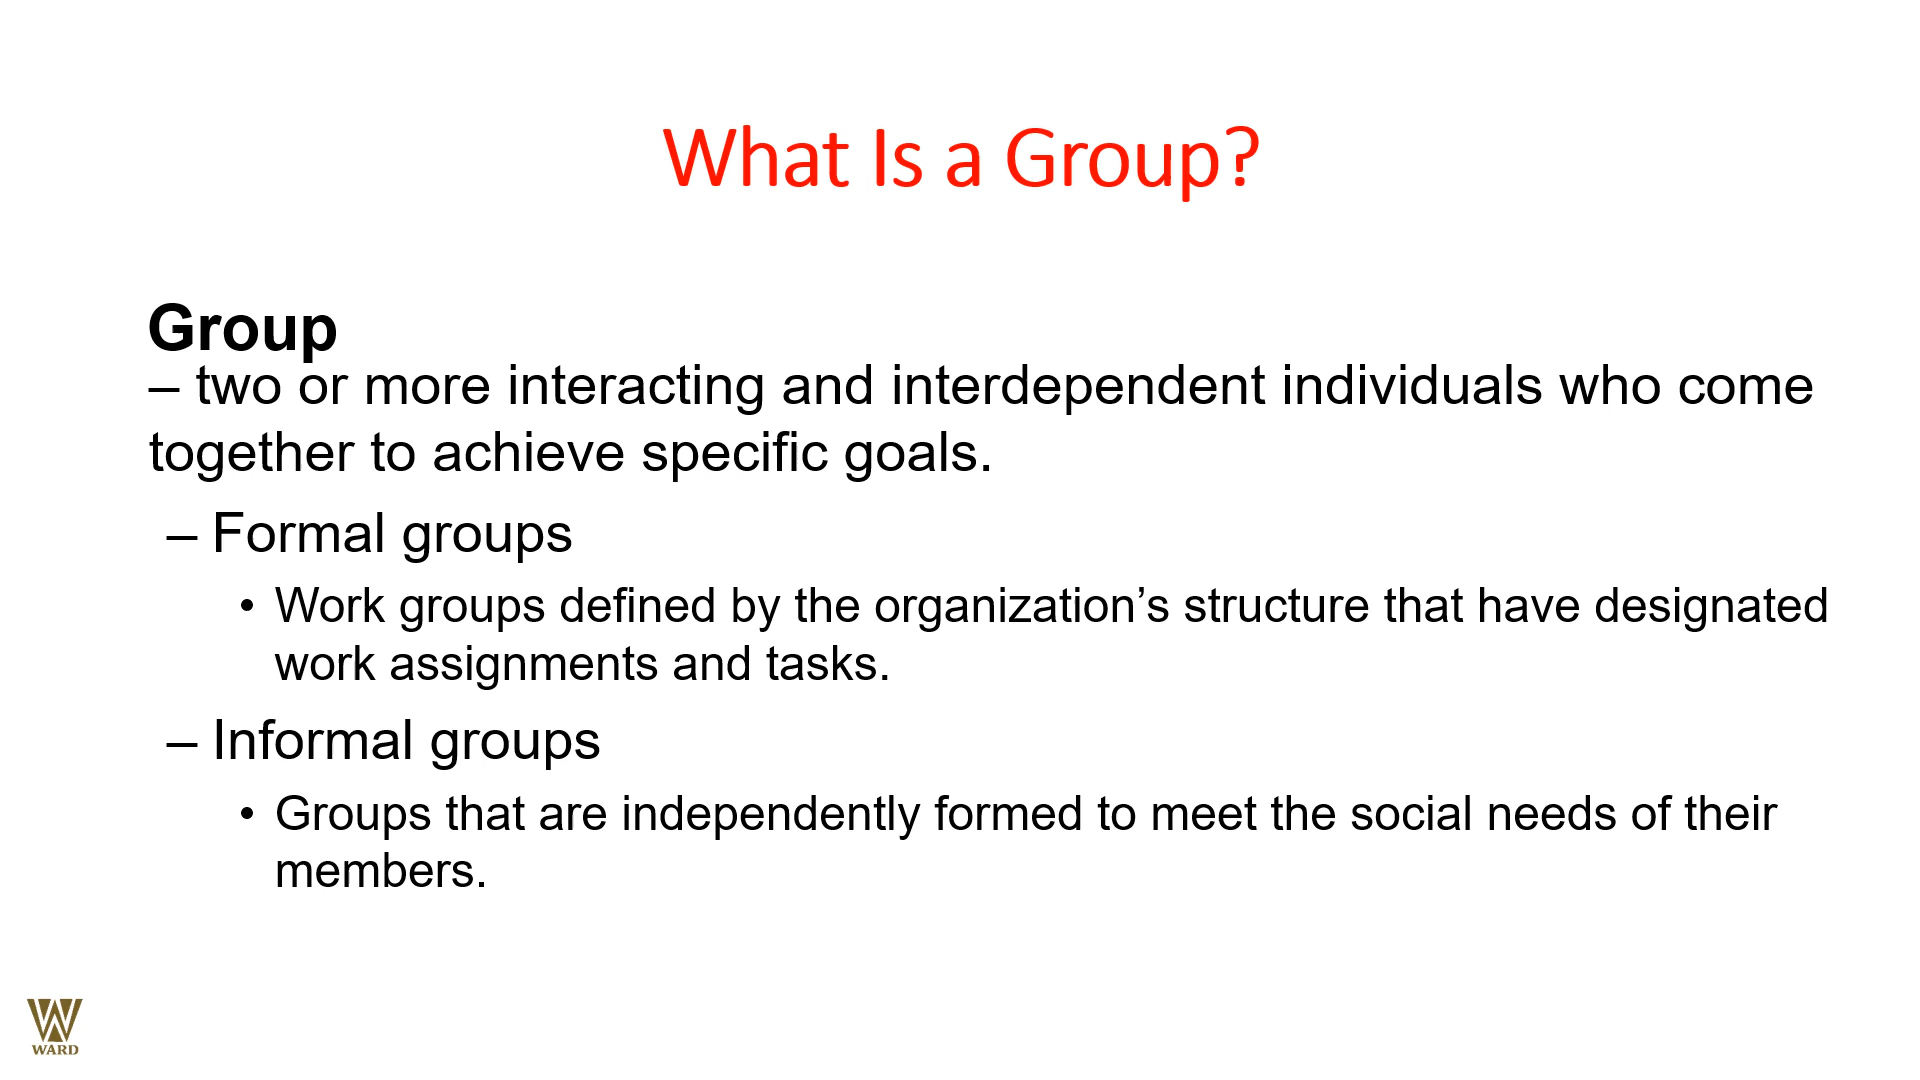 What Is a Group?
Group
– two or more interacting and interdependent individuals who come
together to achieve specific goals.
– Formal groups
• Work groups defined by the organization’s structure that have designated
work assignments and tasks.
– Informal groups
• Groups that are independently formed to meet the social needs of their
members.
WARD